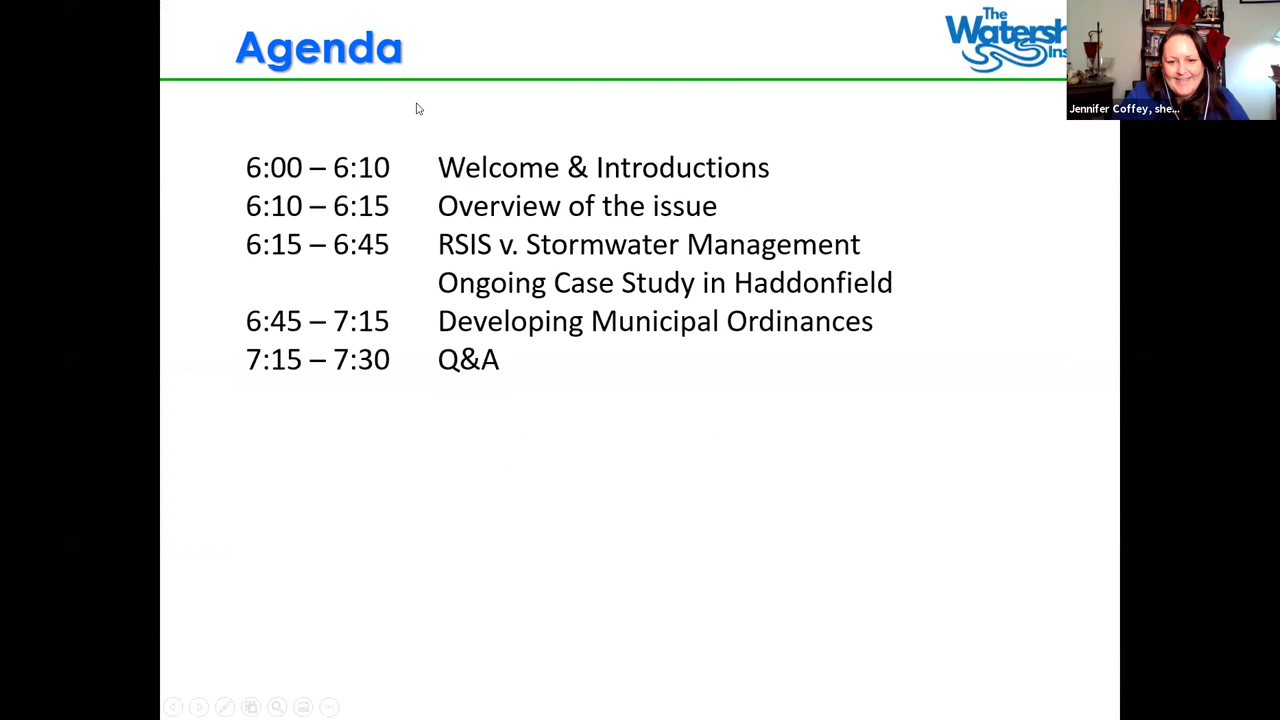 Agenda
The
Watersh
Ins
Jennifer Coffey, she...
6:00 – 6:10 Welcome & Introductions
6:10 – 6:15 Overview of the issue
6:15 – 6:45 RSIS v. Stormwater Management
Ongoing Case Study in Haddonfield
6:45 – 7:15 Developing Municipal Ordinances
7:15 – 7:30 Q&A